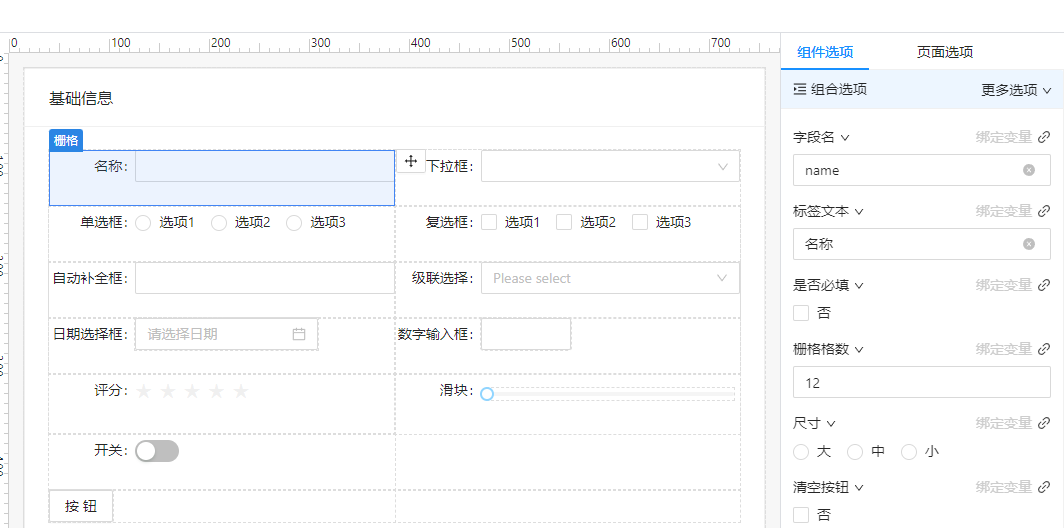 0 100 200 300 400 500 600 700
组件选项 页面选项
组合选项 更多选项
基础信息
栅格
名称: 下拉框:
单选框: 选项1 选项2 选项3 复选框: 选项1 选项2 选项3
自动补全框: 级联选择: Please select
日期选择框: 请选择日期 数字输入框:
评分: 滑块:
开关:
按 钮
字段名 绑定变量
name
标签文本 绑定变量
名称
是否必填 绑定变量
否
栅格格数 绑定变量
12
尺寸 绑定变量
大 中 小
清空按钮 绑定变量
否